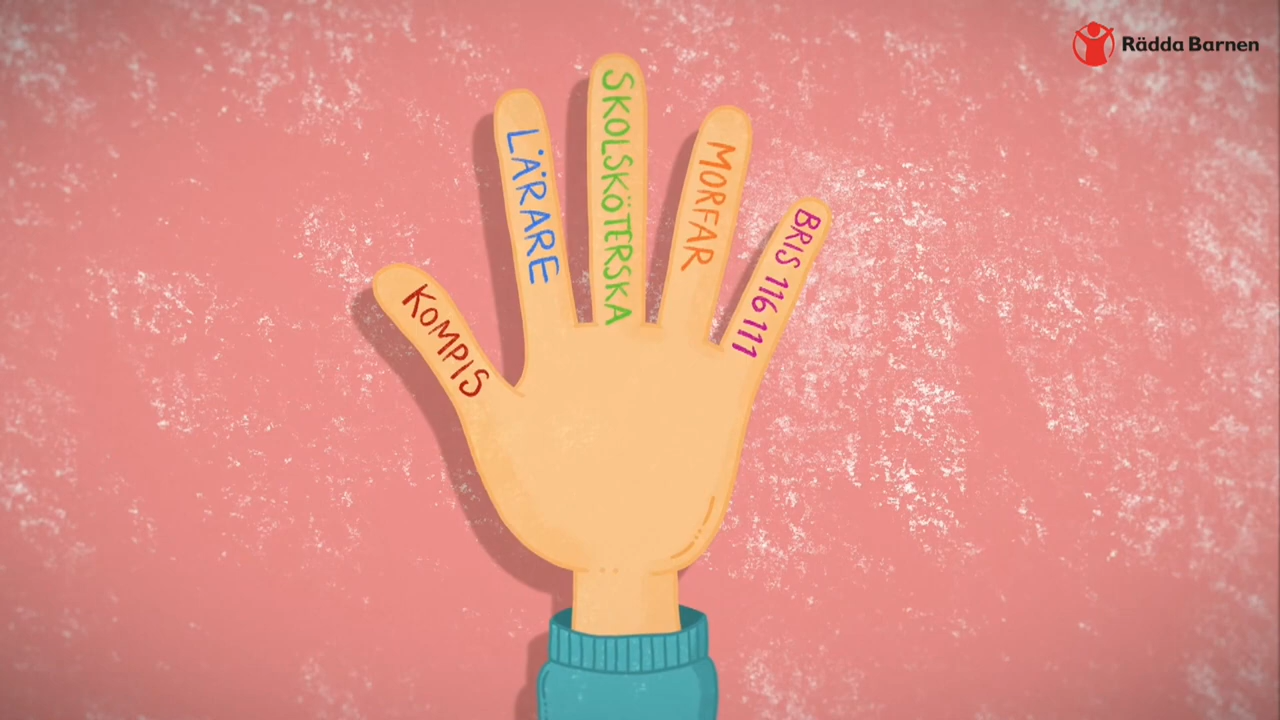 Rädda Barnen
KOMPIS
LÄRARE
SKOLSKÖTERSKA
MORFAR
BRIS 116 111